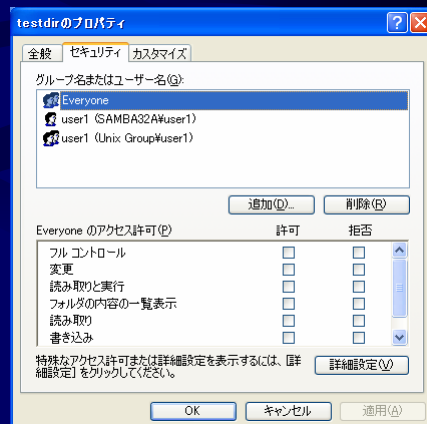 testdirのプロパティ
全般 セキュリティ カスタマイズ
グループ名またはユーザー名(G):
Everyone
user1 (SAMBA32A¥user1)
user1 (Unix Group¥user1)
追加(D)... 削除(R)
Everyone のアクセス許可(P) 許可 拒否
フル コントロール
変更
読み取りと実行
フォルダの内容の一覧表示
読み取り
書き込み
特殊なアクセス許可または詳細設定を表示するには、[詳
細設定] をクリックしてください。
詳細設定(V)
OK キャンセル 適用(A)